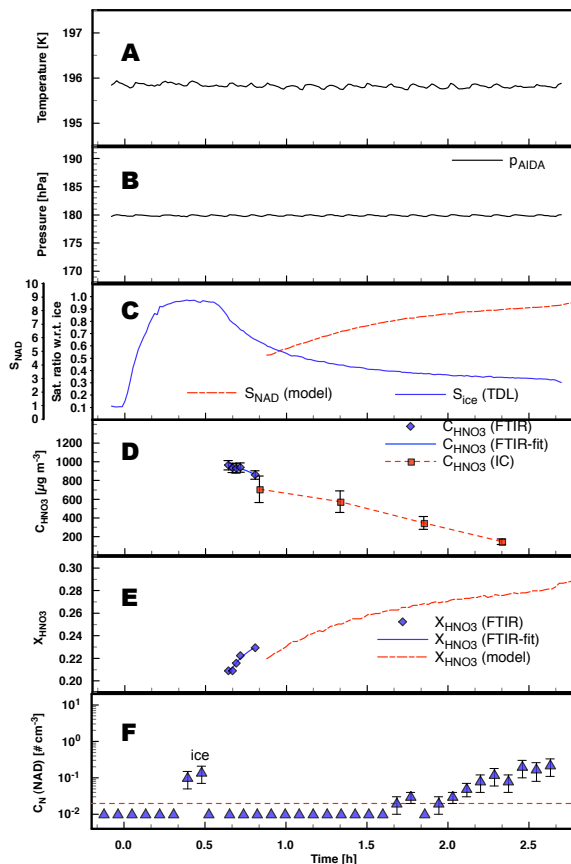 197
196
195
Temperature [K]
A
190
180
170
Pressure [hPa]
B
pAIDA
10
9
8
7
6
5
4
3
2
1
0
SNAD
1.0
0.9
0.8
0.7
0.6
0.5
0.4
0.3
0.2
0.1
Sat. ratio w.r.t. ice
C
SNAD (model)
Sice (TDL)
1200
1000
800
600
400
200
CHNO3 [µg m-3]
D
CHNO3 (FTIR)
CHNO3 (FTIR-fit)
CHNO3 (IC)
0.30
0.28
0.26
0.24
0.22
0.20
XHNO3
E
XHNO3 (FTIR)
XHNO3 (FTIR-fit)
XHNO3 (model)
10¹
10⁰
10-1
10-2
CN (NAD) [# cm-3]
F
ice
0.0 0.5 1.0 1.5 2.0 2.5
Time [h]